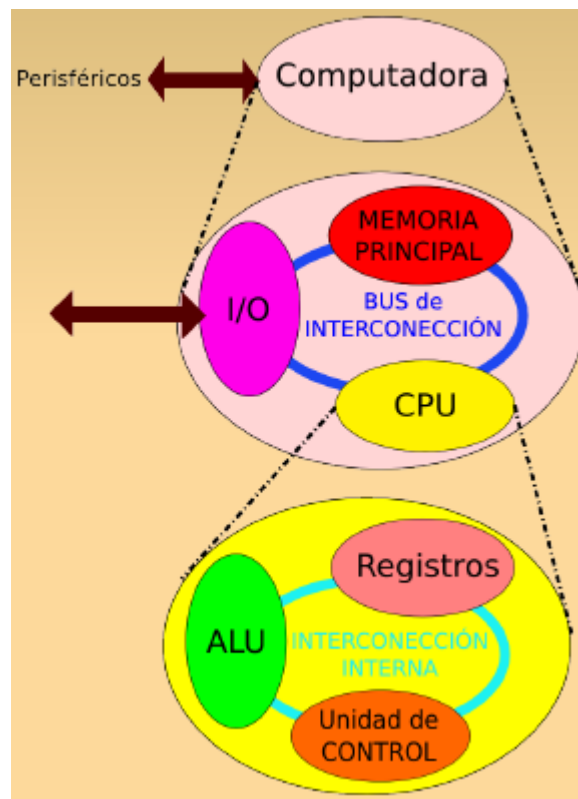 Perisféricos
Computadora
MEMORIA
PRINCIPAL
I/O
BUS de
INTERCONECCIÓN
CPU
Registros
ALU
INTERCONECCIÓN
INTERNA
Unidad de
CONTROL